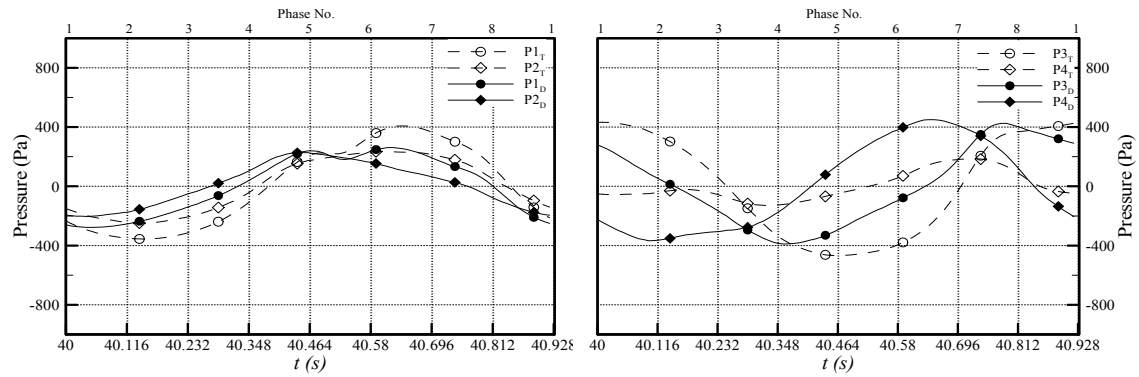 Phase No.
1 2 3 4 5 6 7 8 1
P1T
P2T
P1D
P2D
800
400
0
-400
-800
Pressure (Pa)
40 40.116 40.232 40.348 40.464 40.58 40.696 40.812 40.928
t (s)
Phase No.
1 2 3 4 5 6 7 8 1
P3T
P4T
P3D
P4D
800
400
0
-400
-800
Pressure (Pa)
40 40.116 40.232 40.348 40.464 40.58 40.696 40.812 40.928
t (s)